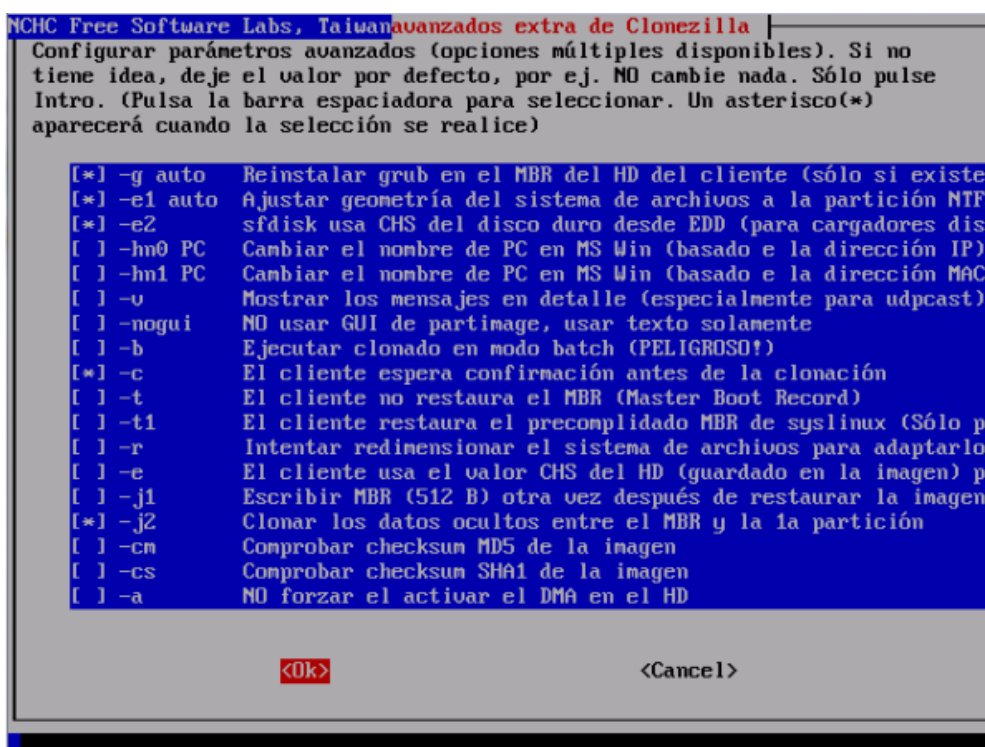 NCHC Free Software Labs, Taiwanavanzados extra de Clonezilla
Configurar parámetros avanzados (opciones múltiples disponibles). Si no
tiene idea, deje el valor por defecto, por ej. NO cambie nada. Sólo pulse
Intro. (Pulsa la barra espaciadora para seleccionar. Un asterisco(*)
aparecerá cuando la selección se realice)
[*] -g auto Reinstalar grub en el MBR del HD del cliente (sólo si existe
[*] -e1 auto Ajustar geometría del sistema de archivos a la partición NTF
[*] -e2 sfdisk usa CHS del disco duro desde EDD (para cargadores dis
[ ] -hn0 PC Cambiar el nombre de PC en MS Win (basado e la dirección IP)
[ ] -hn1 PC Cambiar el nombre de PC en MS Win (basado e la dirección MAC
[ ] -v Mostrar los mensajes en detalle (especialmente para udpcast)
[ ] -nogui NO usar GUI de partimage, usar texto solamente
[ ] -b Ejecutar clonado en modo batch (PELIGROSO!)
[*] -c El cliente espera confirmación antes de la clonación
[ ] -t El cliente no restaura el MBR (Master Boot Record)
[ ] -t1 El cliente restaura el precomplidado MBR de syslinux (Sólo p
[ ] -r Intentar redimensionar el sistema de archivos para adaptarlo
[ ] -e El cliente usa el valor CHS del HD (guardado en la imagen) p
[ ] -j1 Escribir MBR (512 B) otra vez después de restaurar la imagen
[*] -j2 Clonar los datos ocultos entre el MBR y la 1a partición
[ ] -cm Comprobar checksum MD5 de la imagen
[ ] -cs Comprobar checksum SHA1 de la imagen
[ ] -a NO forzar el activar el DMA en el HD
<Ok> <Cancel>